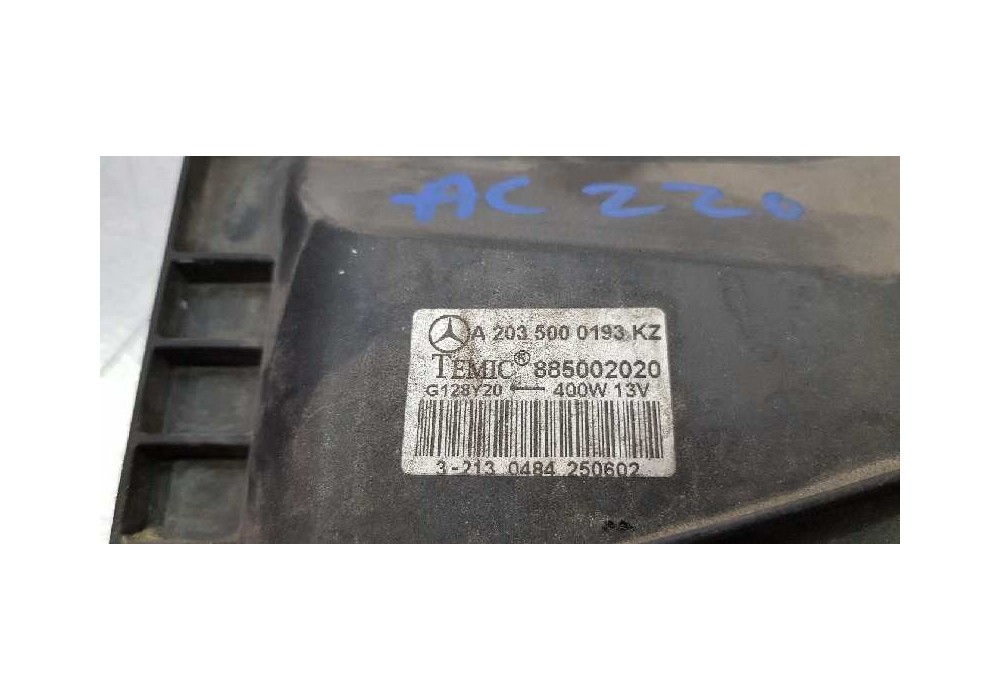 AC 220
A 203 500 0193 KZ
TEMIC® 885002020
G128Y20 ← 400W 13V
3-213 0484 250602